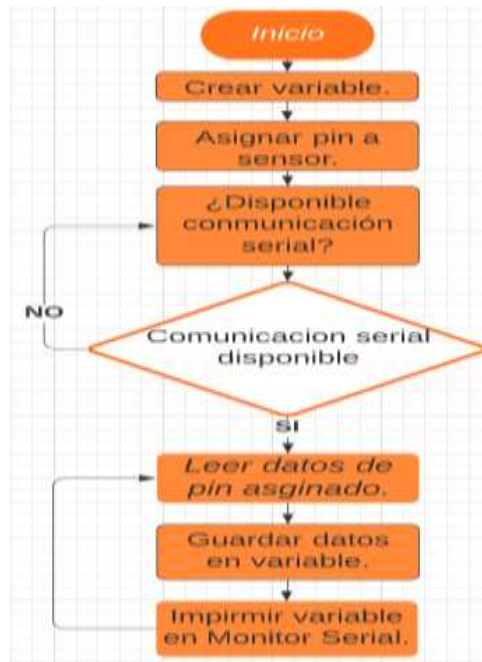 Inicio
Crear variable.
Asignar pin a
sensor.
¿Disponible
conmunicación
serial?
NO
Comunicacion serial
disponible
SI
Leer datos de
pin asginado.
Guardar datos
en variable.
Impirmir variable
en Monitor Serial.